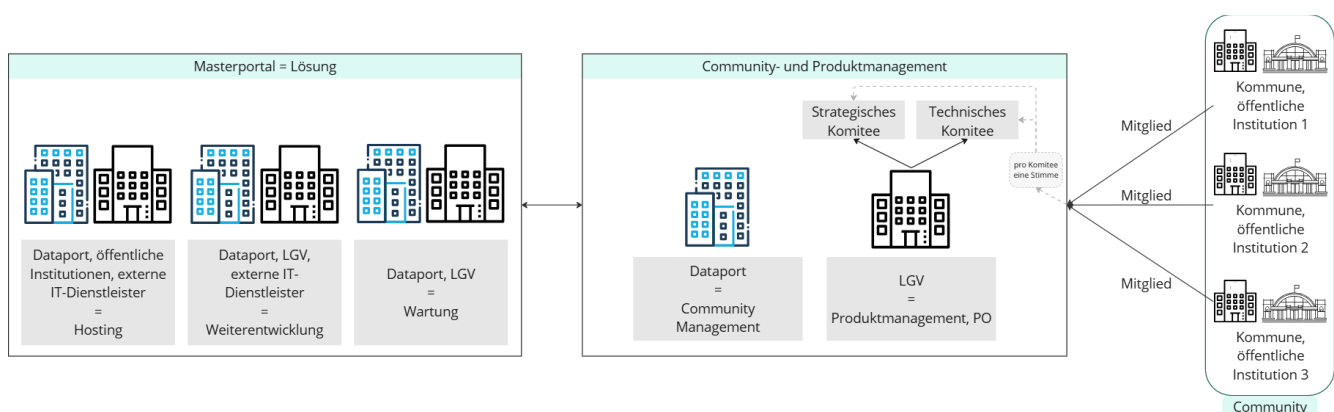 Masterportal = Lösung
Dataport, öffentliche
Institutionen, externe
IT-Dienstleister
=
Hosting
Dataport, LGV,
externe IT-
Dienstleister
=
Weiterentwicklung
Dataport, LGV
=
Wartung
Community- und Produktmanagement
Strategisches
Komitee
Technisches
Komitee
pro Komitee
eine Stimme
Dataport
=
Community
Management
LGV
=
Produktmanagement, PO
Mitglied
Mitglied
Mitglied
Kommune,
öffentliche
Institution 1
Kommune,
öffentliche
Institution 2
Kommune,
öffentliche
Institution 3
Community